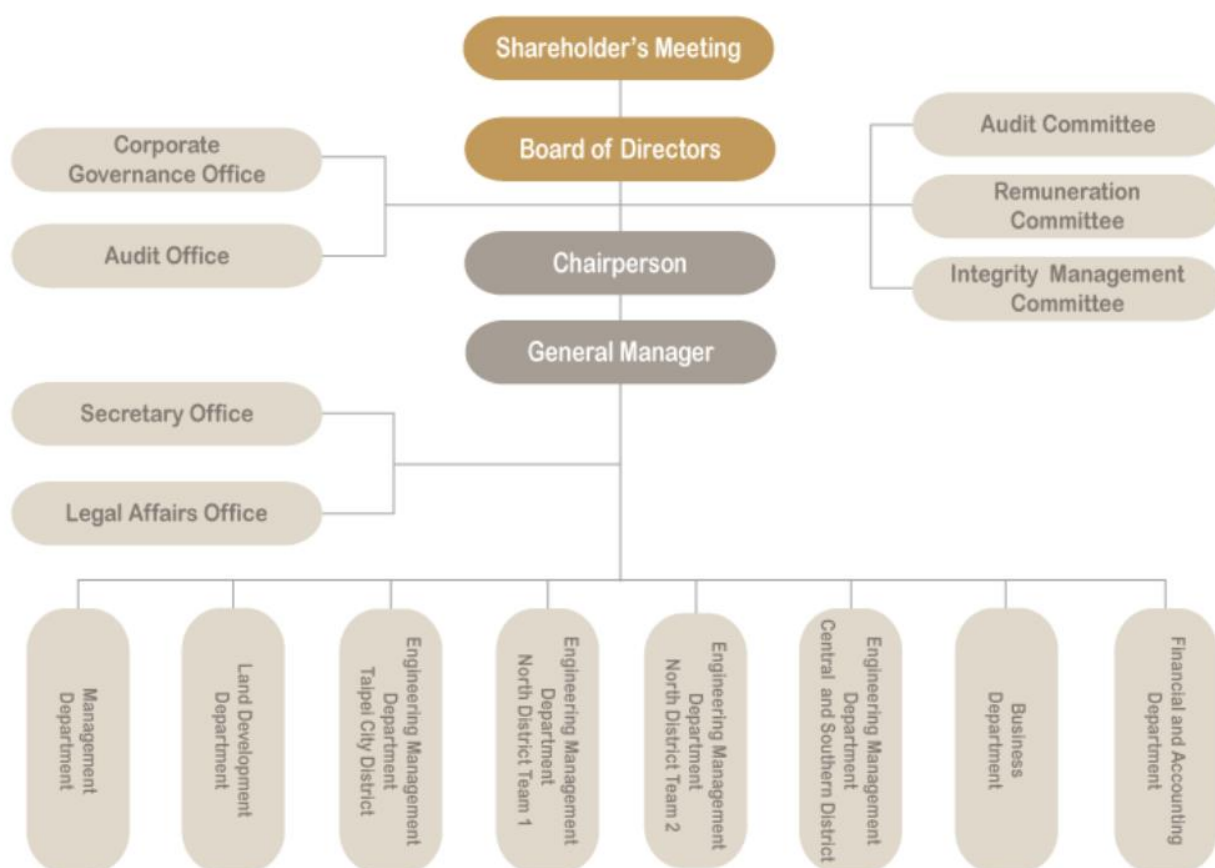 Shareholder's Meeting
Board of Directors
Corporate
Governance Office
Audit Office
Audit Committee
Remuneration
Committee
Integrity Management
Committee
Chairperson
General Manager
Secretary Office
Legal Affairs Office
Management
Department
Land Development
Department
Engineering Management
Department
Taipei City District
Engineering Management
Department
North District Team 1
Engineering Management
Department
North District Team 2
Engineering Management
Department
Central and Southern District
Business
Department
Financial and Accounting
Department